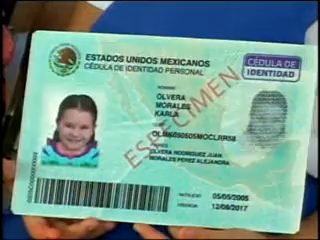 ESTADOS UNIDOS MEXICANOS
CÉDULA DE IDENTIDAD PERSONAL
CÉDULA DE
IDENTIDAD
NOMBRE
OLVERA
MORALES
KARLA
ESPECIMEN
OLVERA RODRIGUEZ JUAN
MORALES PEREZ ALEJANDRA
05/05/2005
12/08/2017